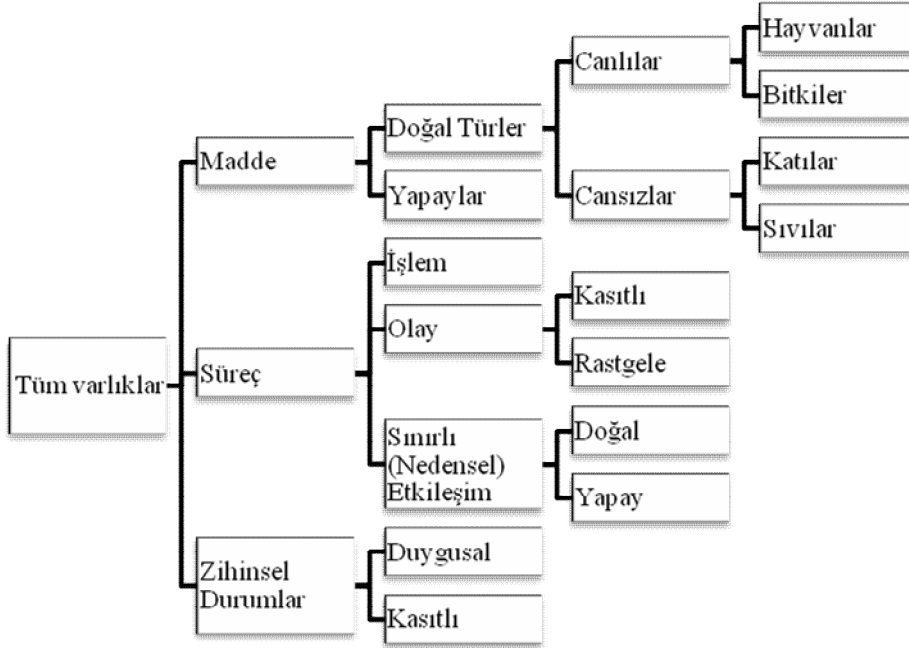 Hayvanlar
Canlılar
Bitkiler
Doğal Türler
Madde
Katılar
Yapaylar
Cansızlar
Sıvılar
İşlem
Kasıtlı
Olay
Rastgele
Tüm varlıklar
Süreç
Doğal
Sınırlı
(Nedensel)
Etkileşim
Yapay
Duygusal
Zihinsel
Durumlar
Kasıtlı